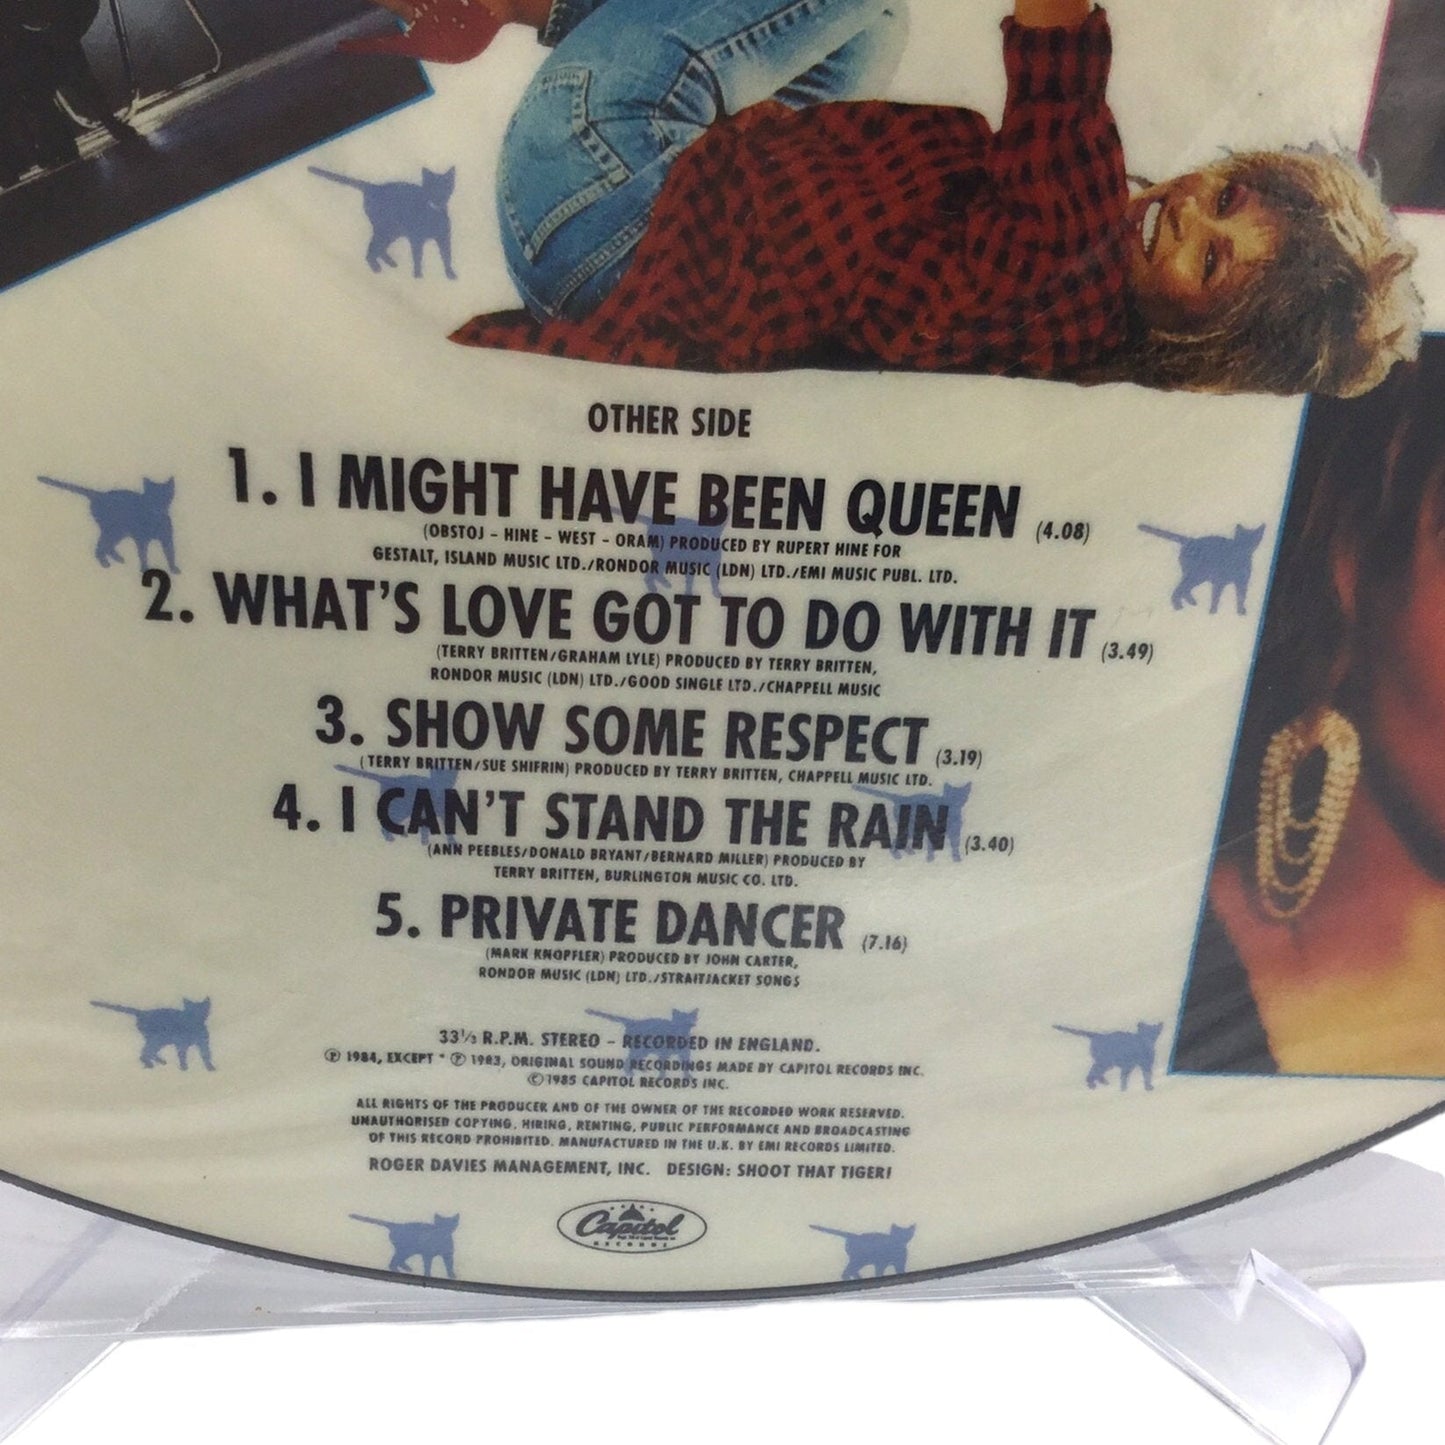 OTHER SIDE
1. I MIGHT HAVE BEEN QUEEN (4.08)
(OBSTOJ - HINE - WEST - ORAM) PRODUCED BY RUPERT HINE FOR
GESTALT, ISLAND MUSIC LTD./RONDOR MUSIC (LDN) LTD./EMI MUSIC PUBL. LTD.
2. WHAT'S LOVE GOT TO DO WITH IT (3.49)
(TERRY BRITTEN/GRAHAM LYLE) PRODUCED BY TERRY BRITTEN,
RONDOR MUSIC (LDN) LTD./GOOD SINGLE LTD./CHAPPELL MUSIC
3. SHOW SOME RESPECT (3.19)
(TERRY BRITTEN/SUE SHIFRIN) PRODUCED BY TERRY BRITTEN, CHAPPELL MUSIC LTD.
4. I CAN'T STAND THE RAIN (3.40)
(ANN PEEBLES/DONALD BRYANT/BERNARD MILLER) PRODUCED BY
TERRY BRITTEN, BURLINGTON MUSIC CO. LTD.
5. PRIVATE DANCER (7.16)
(MARK KNOPFLER) PRODUCED BY JOHN CARTER,
RONDOR MUSIC (LDN) LTD./STRAITJACKET SONGS
33⅓ R.P.M. STEREO - RECORDED IN ENGLAND.
℗ 1984, EXCEPT * ℗ 1983, ORIGINAL SOUND RECORDINGS MADE BY CAPITOL RECORDS INC.
©1985 CAPITOL RECORDS INC.
ALL RIGHTS OF THE PRODUCER AND OF THE OWNER OF THE RECORDED WORK RESERVED.
UNAUTHORISED COPYING, HIRING, RENTING, PUBLIC PERFORMANCE AND BROADCASTING
OF THIS RECORD PROHIBITED. MANUFACTURED IN THE U.K. BY EMI RECORDS LIMITED.
ROGER DAVIES MANAGEMENT, INC. DESIGN: SHOOT THAT TIGER!
Capitol
RECORDS